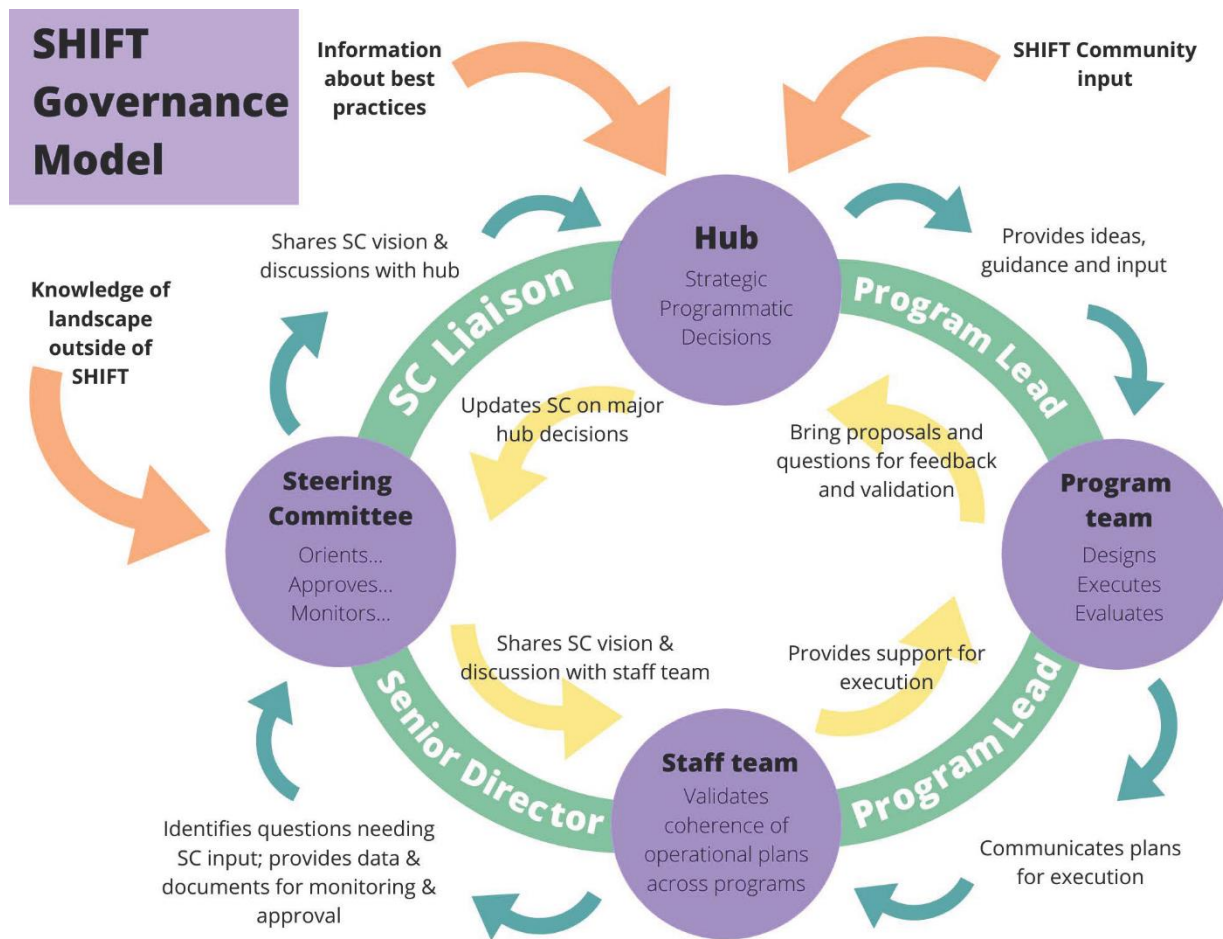 SHIFT
Governance
Model
Information
about best
practices
SHIFT Community
input
Shares SC vision &
discussions with hub
Hub
Strategic
Programmatic
Decisions
Provides ideas,
guidance and input
Knowledge of
landscape
outside of
SHIFT
SC Liaison
Program Lead
Updates SC on major
hub decisions
Bring proposals and
questions for feedback
and validation
Steering
Committee
Orients...
Approves...
Monitors...
Program
team
Designs
Executes
Evaluates
Shares SC vision &
discussion with staff team
Provides support for
execution
Senior Director
Program Lead
Staff team
Validates
coherence of
operational plans
across programs
Identifies questions needing
SC input; provides data &
documents for monitoring &
approval
Communicates plans
for execution